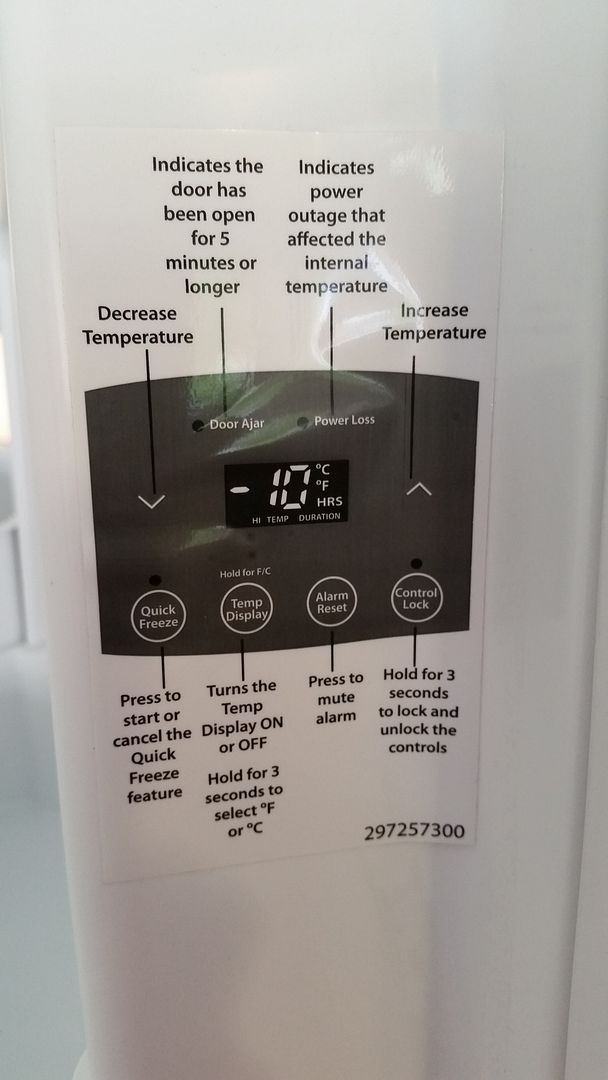 Indicates the
door has
been open
for 5
minutes or
longer
Indicates
power
outage that
affected the
internal
temperature
Decrease
Temperature
Increase
Temperature
Door Ajar
Power Loss
-10
°C
°F
HRS
HI TEMP DURATION
Hold for F/C
Quick
Freeze
Temp
Display
Alarm
Reset
Control
Lock
Press to
start or
cancel the
Quick
Freeze
feature
Turns the
Temp
Display ON
or OFF
Hold for 3
seconds to
select °F
or °C
Press to
mute
alarm
Hold for 3
seconds
to lock and
unlock the
controls
297257300